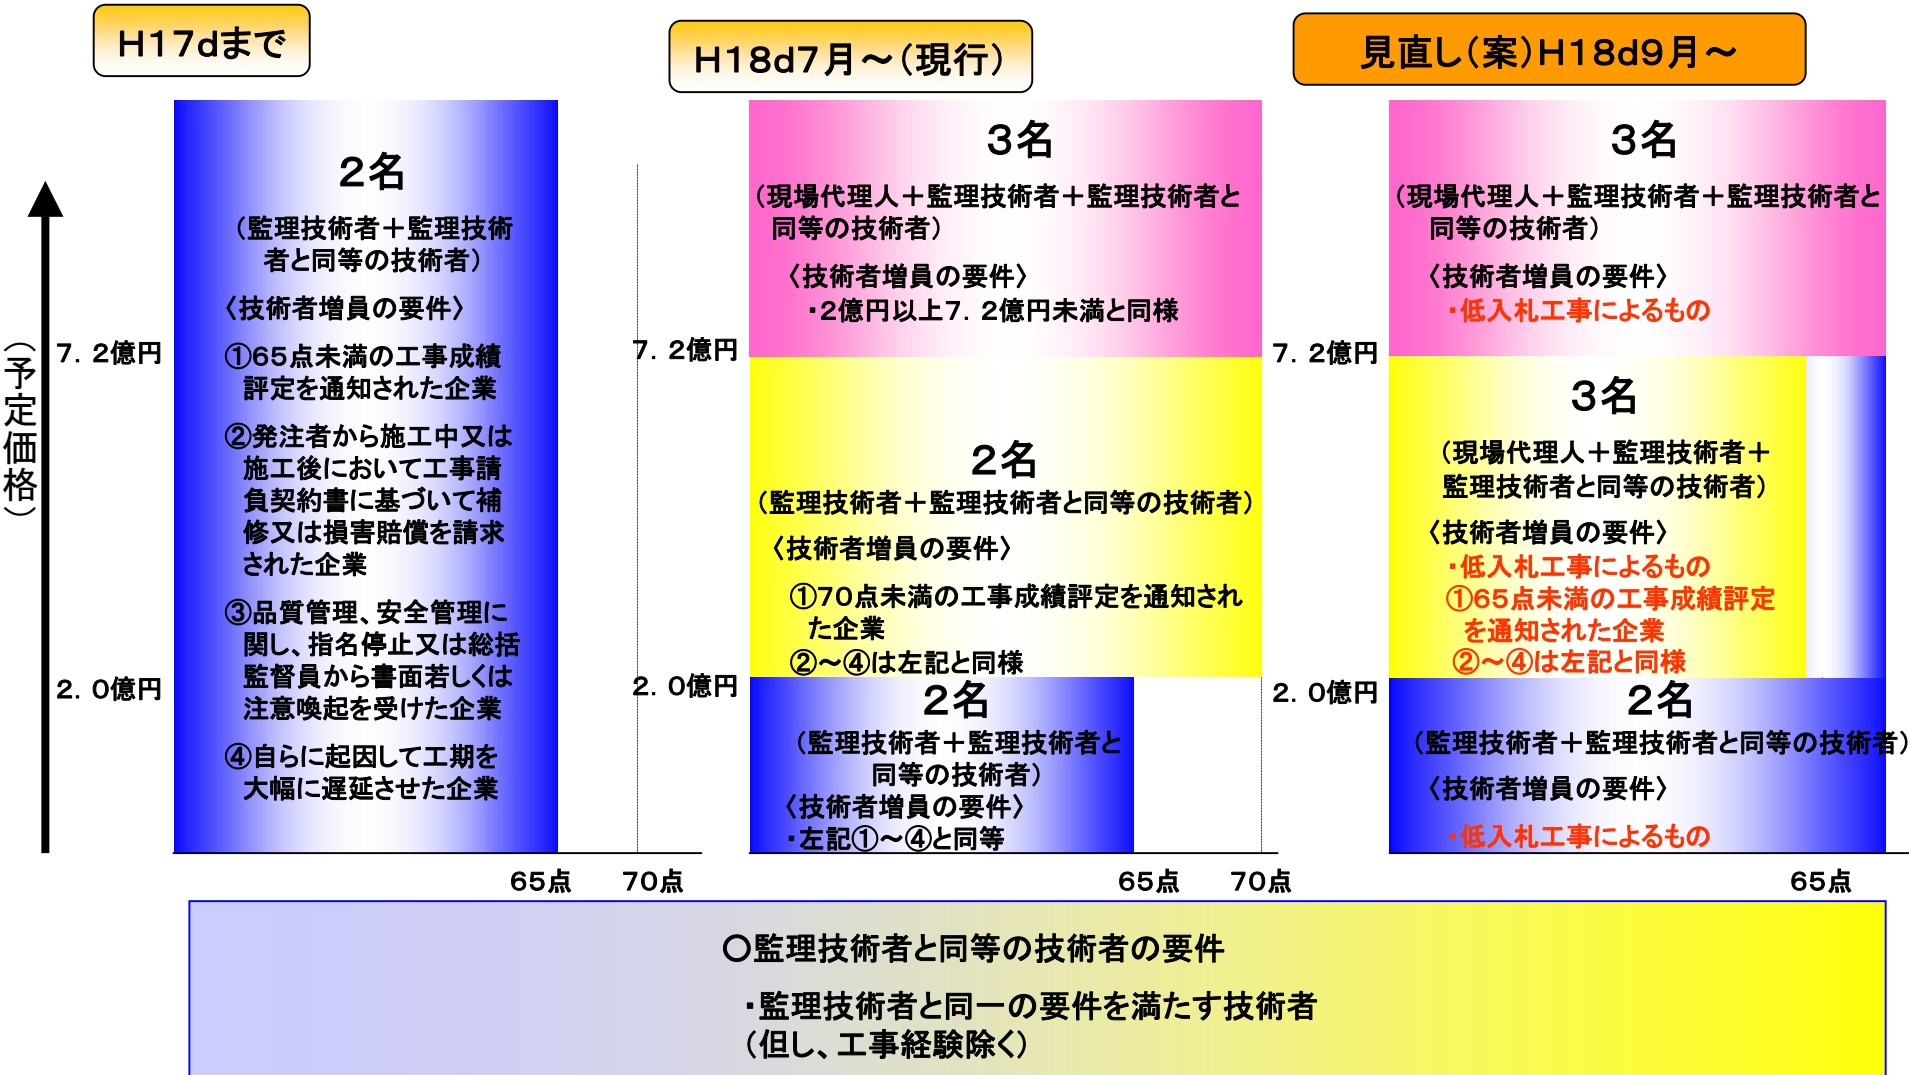 H17dまで
H18d7月～（現行）
見直し（案）H18d9月～
（予定価格）
7．2億円
2．0億円
2名
（監理技術者＋監理技術
者と同等の技術者）
〈技術者増員の要件〉
①65点未満の工事成績
評定を通知された企業
②発注者から施工中又は
施工後において工事請
負契約書に基づいて補
修又は損害賠償を請求
された企業
③品質管理、安全管理に
関し、指名停止又は総括
監督員から書面若しくは
注意喚起を受けた企業
④自らに起因して工期を
大幅に遅延させた企業
65点
70点
7．2億円
2．0億円
3名
（現場代理人＋監理技術者＋監理技術者と
同等の技術者）
〈技術者増員の要件〉
・2億円以上7．2億円未満と同様
2名
（監理技術者＋監理技術者と同等の技術者）
〈技術者増員の要件〉
①70点未満の工事成績評定を通知され
た企業
②～④は左記と同様
2名
（監理技術者＋監理技術者と
同等の技術者）
〈技術者増員の要件〉
・左記①～④と同等
65点
70点
7．2億円
2．0億円
3名
（現場代理人＋監理技術者＋監理技術者と
同等の技術者）
〈技術者増員の要件〉
・低入札工事によるもの
3名
（現場代理人＋監理技術者＋
監理技術者と同等の技術者）
〈技術者増員の要件〉
・低入札工事によるもの
①65点未満の工事成績評定
を通知された企業
②～④は左記と同様
2名
（監理技術者＋監理技術者と同等の技術者）
〈技術者増員の要件〉
・低入札工事によるもの
65点
〇監理技術者と同等の技術者の要件
・監理技術者と同一の要件を満たす技術者
（但し、工事経験除く）